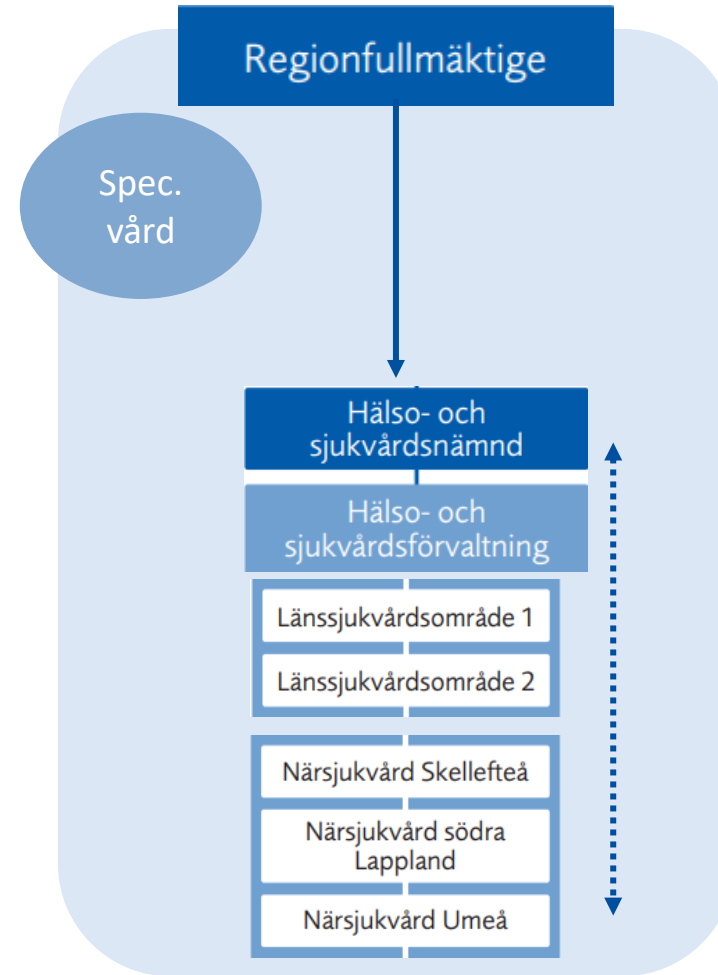 Regionfullmäktige
Spec.
vård
Hälso- och
sjukvårdsnämnd
Hälso- och
sjukvårdsförvaltning
Länssjukvårdsområde 1
Länssjukvårdsområde 2
Närsjukvård Skellefteå
Närsjukvård södra
Lappland
Närsjukvård Umeå